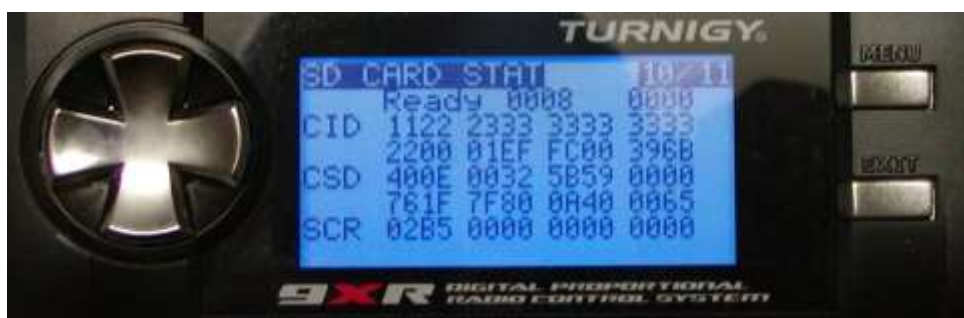 TURNIGY
MENU
SD CARD STAT 10/11
Ready 0008 0000
CID 1122 2333 3333 3333
2200 01EF FC00 396B
EXIT
CSD 400E 0032 5B59 0000
761F 7F80 0A40 0065
SCR 02B5 0000 0000 0000
9XR DIGITAL PROPORTIONAL
RADIO CONTROL SYSTEM